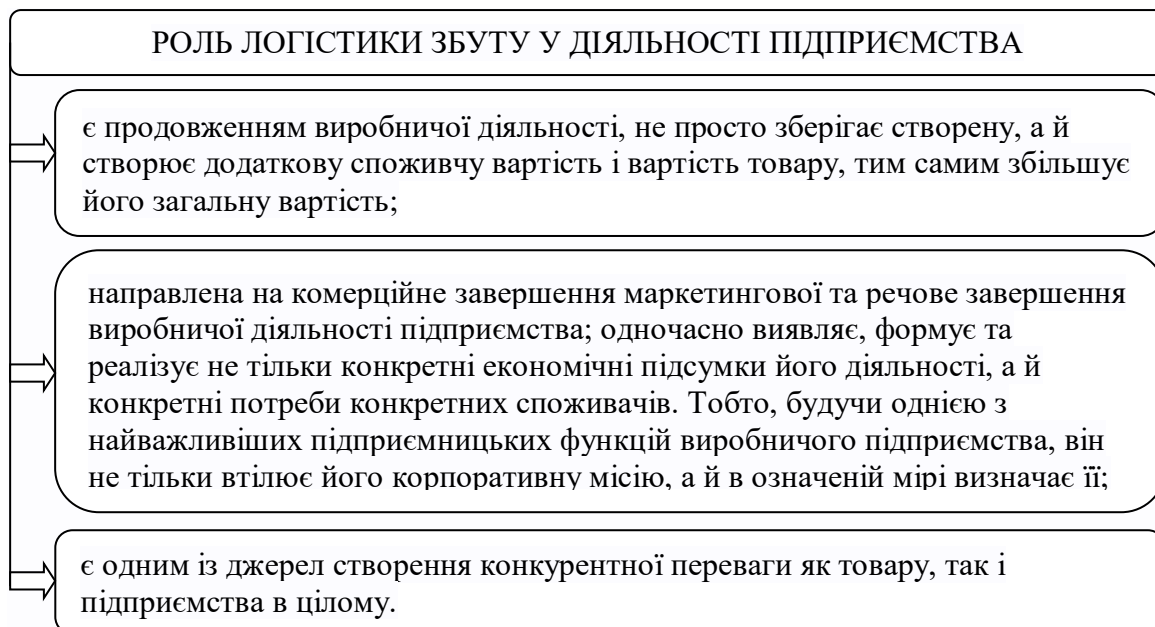 РОЛЬ ЛОГІСТИКИ ЗБУТУ У ДІЯЛЬНОСТІ ПІДПРИЄМСТВА
є продовженням виробничої діяльності, не просто зберігає створену, а й
створює додаткову споживчу вартість і вартість товару, тим самим збільшує
його загальну вартість;
направлена на комерційне завершення маркетингової та речове завершення
виробничої діяльності підприємства; одночасно виявляє, формує та
реалізує не тільки конкретні економічні підсумки його діяльності, а й
конкретні потреби конкретних споживачів. Тобто, будучи однією з
найважливіших підприємницьких функцій виробничого підприємства, він
не тільки втілює його корпоративну місію, а й в означеній мірі визначає її;
є одним із джерел створення конкурентної переваги як товару, так і
підприємства в цілому.